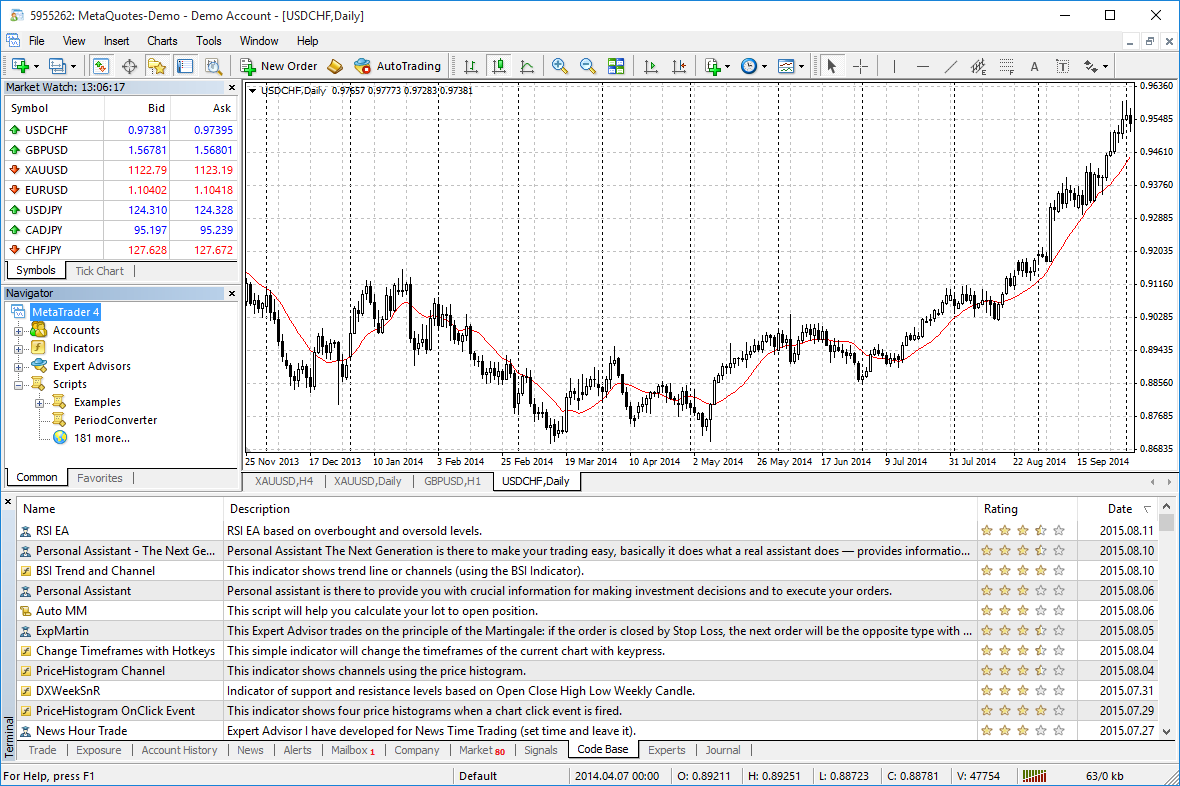 5955262: MetaQuotes-Demo - Demo Account - [USDCHF,Daily]
File View Insert Charts Tools Window Help
New Order AutoTrading
Market Watch: 13:06:17
Symbol Bid Ask
USDCHF 0.97381 0.97395
GBPUSD 1.56781 1.56801
XAUUSD 1122.79 1123.19
EURUSD 1.10402 1.10418
USDJPY 124.310 124.328
CADJPY 95.197 95.239
CHFJPY 127.628 127.672
Symbols Tick Chart
Navigator
MetaTrader 4
Accounts
Indicators
Expert Advisors
Scripts
Examples
PeriodConverter
181 more...
Common Favorites
USDCHF,Daily 0.97657 0.97773 0.97283 0.97381
0.96360
0.95485
0.94610
0.93760
0.92885
0.92035
0.91160
0.90285
0.89435
0.88560
0.87685
0.86835
25 Nov 2013 17 Dec 2013 10 Jan 2014 3 Feb 2014 25 Feb 2014 19 Mar 2014 10 Apr 2014 2 May 2014 26 May 2014 17 Jun 2014 9 Jul 2014 31 Jul 2014 22 Aug 2014 15 Sep 2014
XAUUSD,H4 XAUUSD,Daily GBPUSD,H1 USDCHF,Daily
Name Description Rating Date
RSI EA RSI EA based on overbought and oversold levels. 2015.08.11
Personal Assistant - The Next Ge... Personal Assistant The Next Generation is there to make your trading easy, basically it does what a real assistant does — provides informatio... 2015.08.10
BSI Trend and Channel This indicator shows trend line or channels (using the BSI Indicator). 2015.08.10
Personal Assistant Personal assistant is there to provide you with crucial information for making investment decisions and to execute your orders. 2015.08.06
Auto MM This script will help you calculate your lot to open position. 2015.08.06
ExpMartin This Expert Advisor trades on the principle of the Martingale: if the order is closed by Stop Loss, the next order will be the opposite type with ... 2015.08.05
Change Timeframes with Hotkeys This simple indicator will change the timeframes of the current chart with keypress. 2015.08.04
PriceHistogram Channel This indicator shows channels using the price histogram. 2015.08.04
DXWeekSnR Indicator of support and resistance levels based on Open Close High Low Weekly Candle. 2015.07.31
PriceHistogram OnClick Event This indicator shows four price histograms when a chart click event is fired. 2015.07.29
News Hour Trade Expert Advisor I have developed for News Time Trading (set time and leave it). 2015.07.27
Terminal
Trade Exposure Account History News Alerts Mailbox 1 Company Market 80 Signals Code Base Experts Journal
For Help, press F1 Default 2014.04.07 00:00 O: 0.89211 H: 0.89251 L: 0.88723 C: 0.88781 V: 47754 63/0 kb